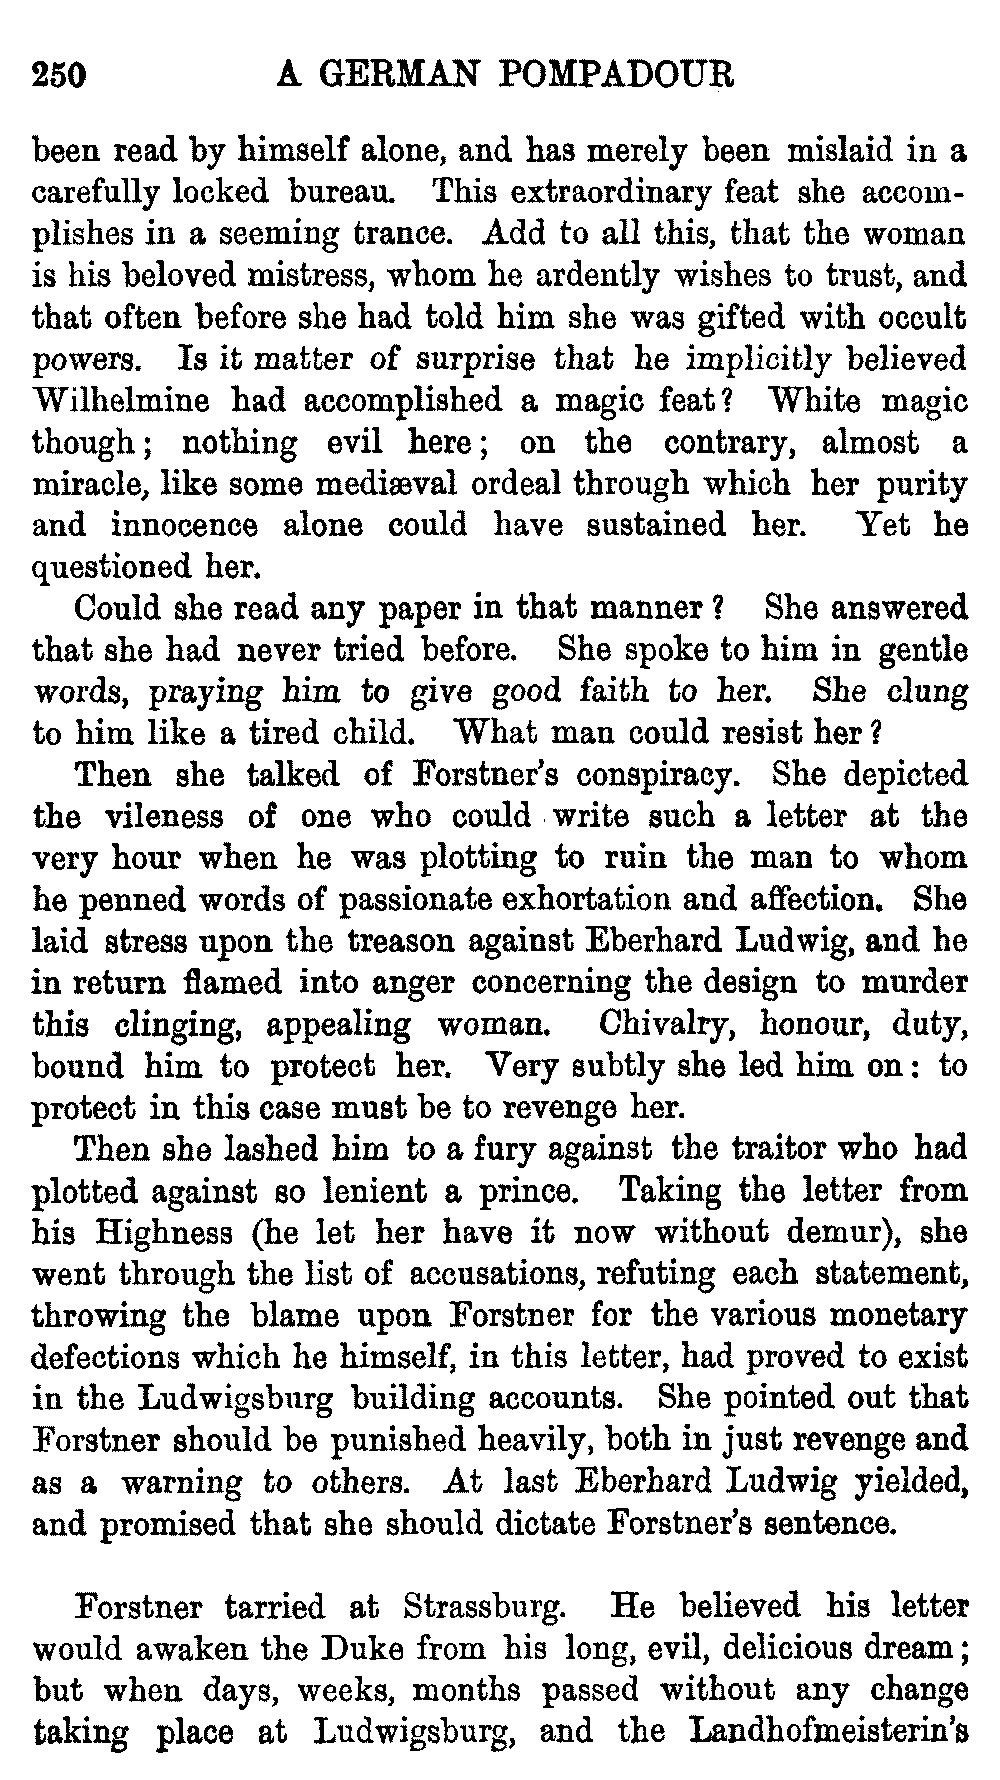 250 A GERMAN POMPADOUR
been read by himself alone, and has merely been mislaid in a
carefully locked bureau. This extraordinary feat she accom-
plishes in a seeming trance. Add to all this, that the woman
is his beloved mistress, whom he ardently wishes to trust, and
that often before she had told him she was gifted with occult
powers. Is it matter of surprise that he implicitly believed
Wilhelmine had accomplished a magic feat? White magic
though; nothing evil here; on the contrary, almost a
miracle, like some mediæval ordeal through which her purity
and innocence alone could have sustained her. Yet he
questioned her.
Could she read any paper in that manner? She answered
that she had never tried before. She spoke to him in gentle
words, praying him to give good faith to her. She clung
to him like a tired child. What man could resist her?
Then she talked of Forstner's conspiracy. She depicted
the vileness of one who could write such a letter at the
very hour when he was plotting to ruin the man to whom
he penned words of passionate exhortation and affection. She
laid stress upon the treason against Eberhard Ludwig, and he
in return flamed into anger concerning the design to murder
this clinging, appealing woman. Chivalry, honour, duty,
bound him to protect her. Very subtly she led him on: to
protect in this case must be to revenge her.
Then she lashed him to a fury against the traitor who had
plotted against so lenient a prince. Taking the letter from
his Highness (he let her have it now without demur), she
went through the list of accusations, refuting each statement,
throwing the blame upon Forstner for the various monetary
defections which he himself, in this letter, had proved to exist
in the Ludwigsburg building accounts. She pointed out that
Forstner should be punished heavily, both in just revenge and
as a warning to others. At last Eberhard Ludwig yielded,
and promised that she should dictate Forstner's sentence.
Forstner tarried at Strassburg. He believed his letter
would awaken the Duke from his long, evil, delicious dream;
but when days, weeks, months passed without any change
taking place at Ludwigsburg, and the Landhofmeisterin's